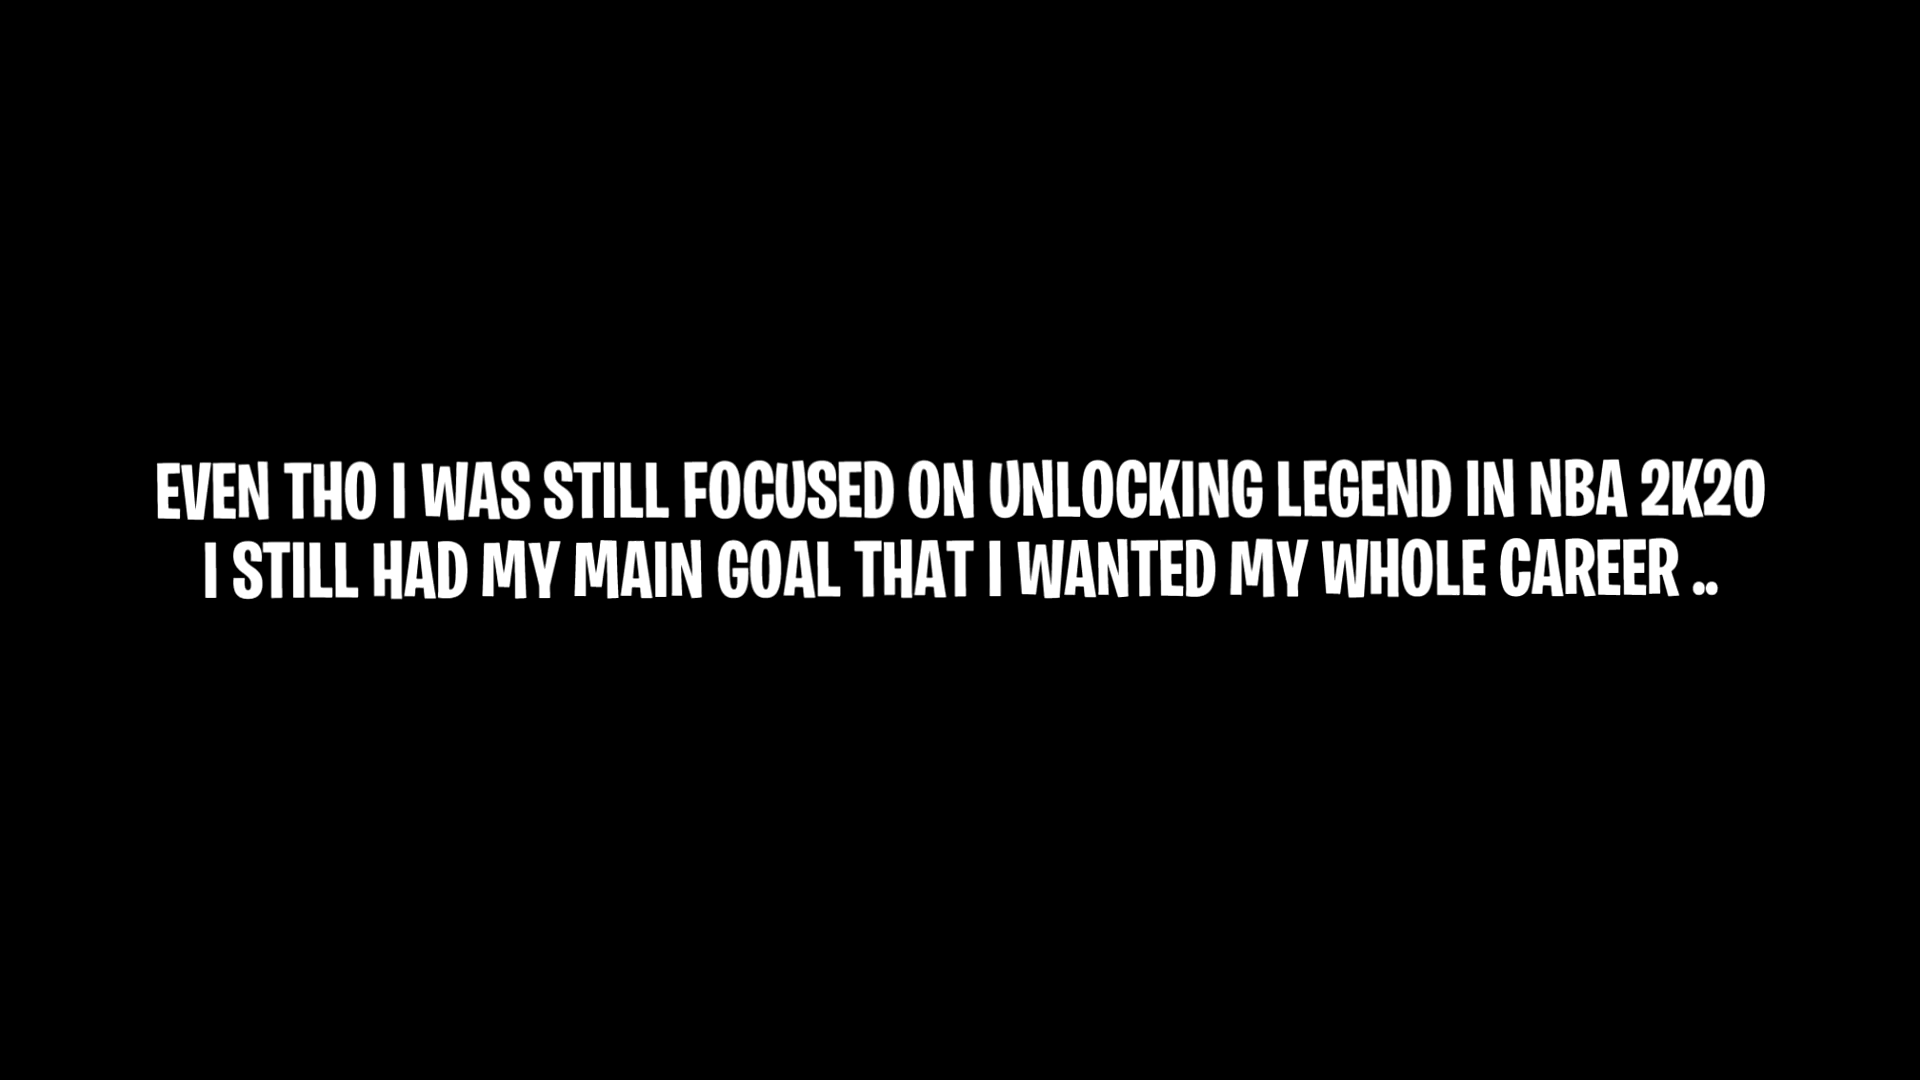 EVEN THO I WAS STILL FOCUSED ON UNLOCKING LEGEND IN NBA 2K20
I STILL HAD MY MAIN GOAL THAT I WANTED MY WHOLE CAREER ..